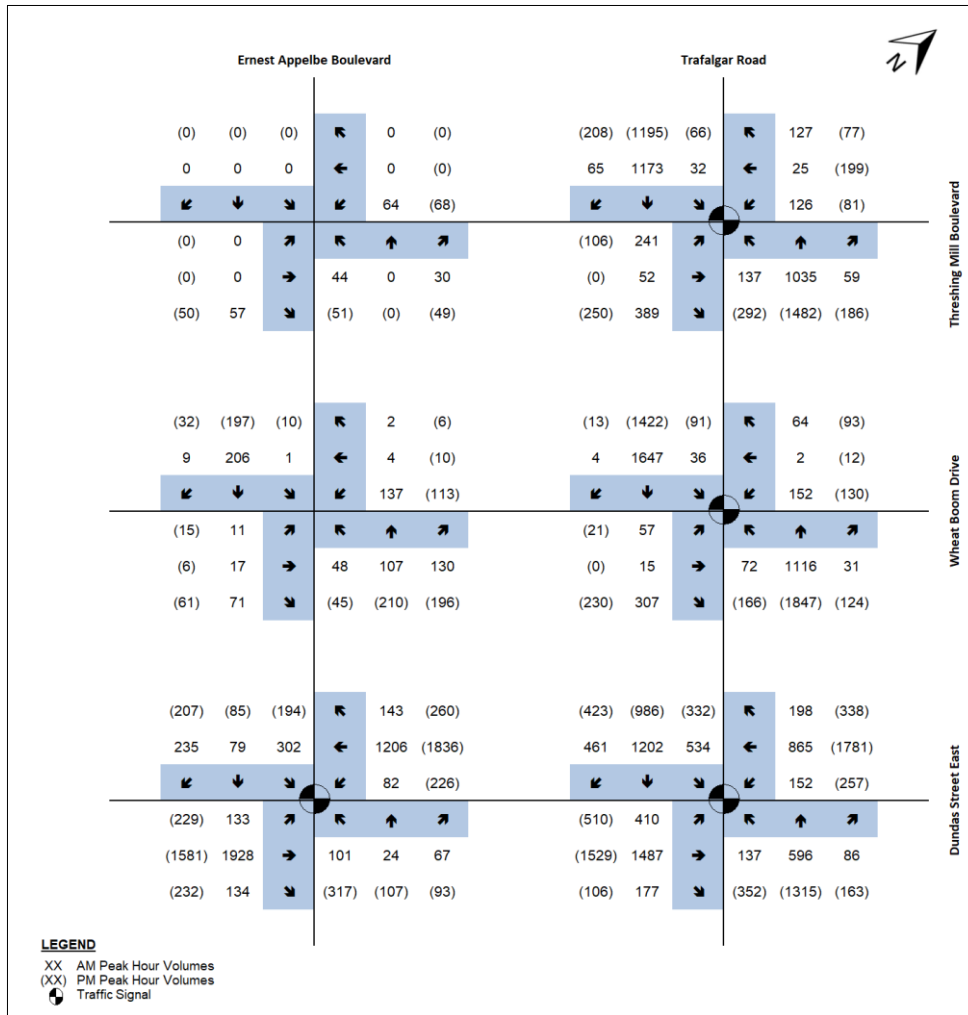 Ernest Appelbe Boulevard Trafalgar Road
N
(0) (0) (0) 0 (0) (208) (1195) (66) 127 (77)
0 0 0 0 (0) 65 1173 32 25 (199)
64 (68) 126 (81)
(0) 0 (106) 241
(0) 0 44 0 30 (0) 52 137 1035 59
(50) 57 (51) (0) (49) (250) 389 (292) (1482) (186)
Threshing Mill Boulevard
(32) (197) (10) 2 (6) (13) (1422) (91) 64 (93)
9 206 1 4 (10) 4 1647 36 2 (12)
137 (113) 152 (130)
(15) 11 (21) 57
(6) 17 48 107 130 (0) 15 72 1116 31
(61) 71 (45) (210) (196) (230) 307 (166) (1847) (124)
Wheat Boom Drive
(207) (85) (194) 143 (260) (423) (986) (332) 198 (338)
235 79 302 1206 (1836) 461 1202 534 865 (1781)
82 (226) 152 (257)
(229) 133 (510) 410
(1581) 1928 101 24 67 (1529) 1487 137 596 86
(232) 134 (317) (107) (93) (106) 177 (352) (1315) (163)
Dundas Street East
LEGEND
XX AM Peak Hour Volumes
(XX) PM Peak Hour Volumes
Traffic Signal